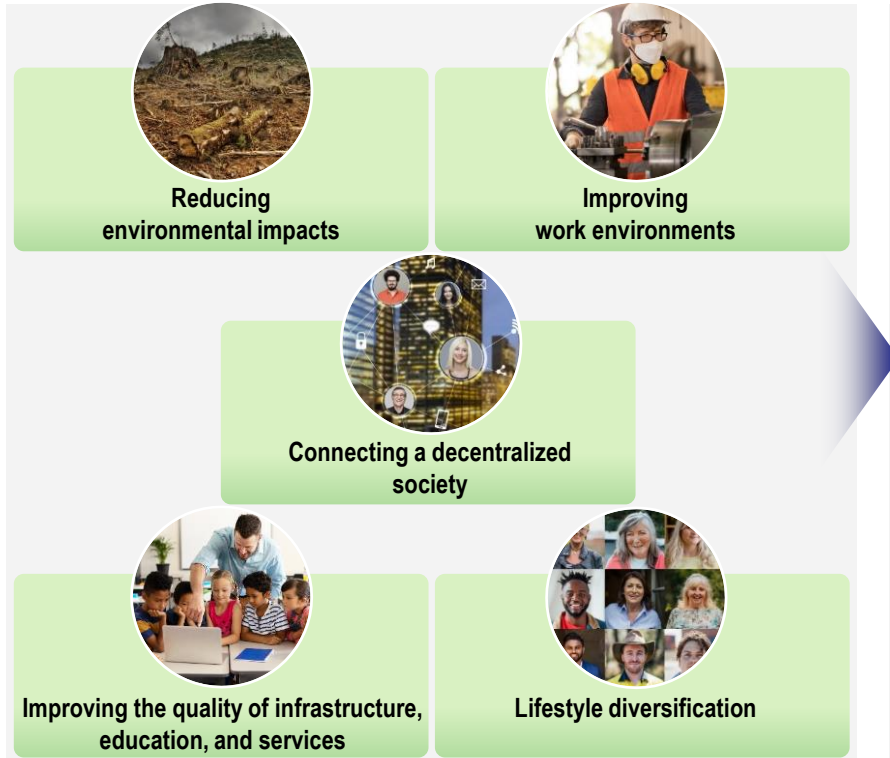 Reducing
environmental impacts
Improving
work environments
Connecting a decentralized
society
Improving the quality of infrastructure,
education, and services
Lifestyle diversification